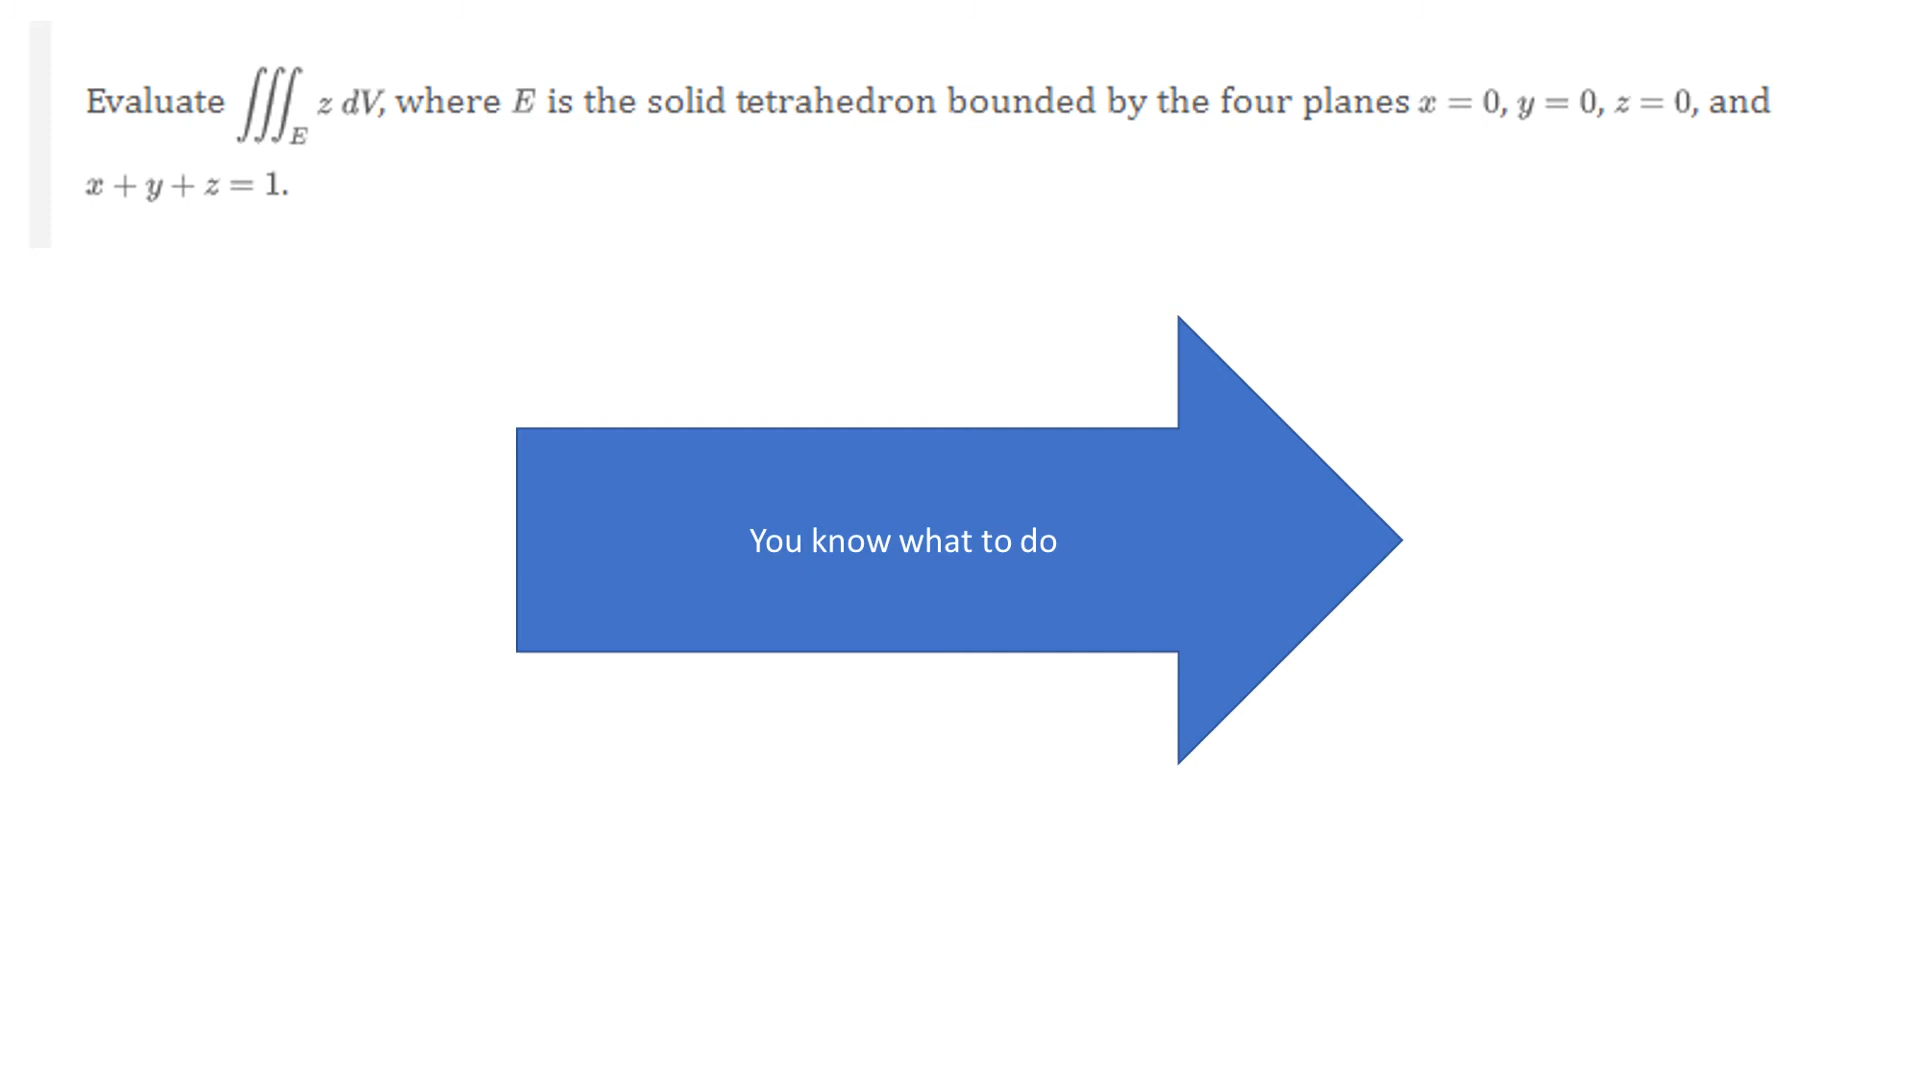 Evaluate ∭_E z dV, where E is the solid tetrahedron bounded by the four planes x = 0, y = 0, z = 0, and
x + y + z = 1.
You know what to do